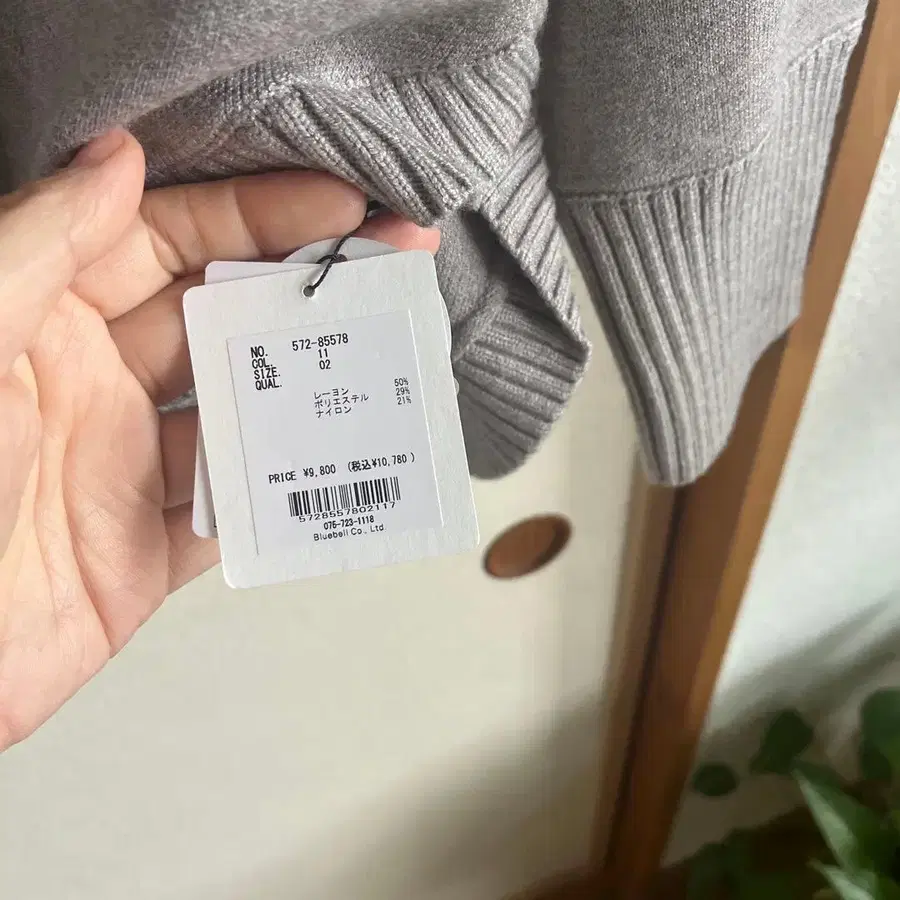 NO. 572-85578
COL. 11
SIZE. 02
QUAL.
レーヨン 50%
ポリエステル 29%
ナイロン 21%
PRICE ¥9,800 (税込¥10,780 )
5728557802117
076-723-1118
Bluebell Co., Ltd